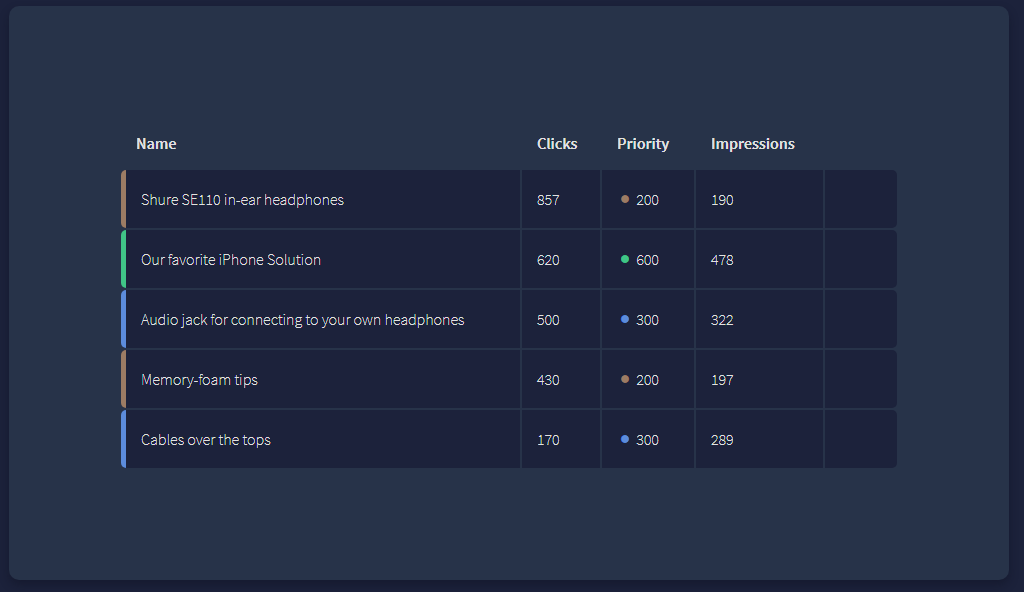 Name Clicks Priority Impressions
Shure SE110 in-ear headphones 857 200 190
Our favorite iPhone Solution 620 600 478
Audio jack for connecting to your own headphones 500 300 322
Memory-foam tips 430 200 197
Cables over the tops 170 300 289